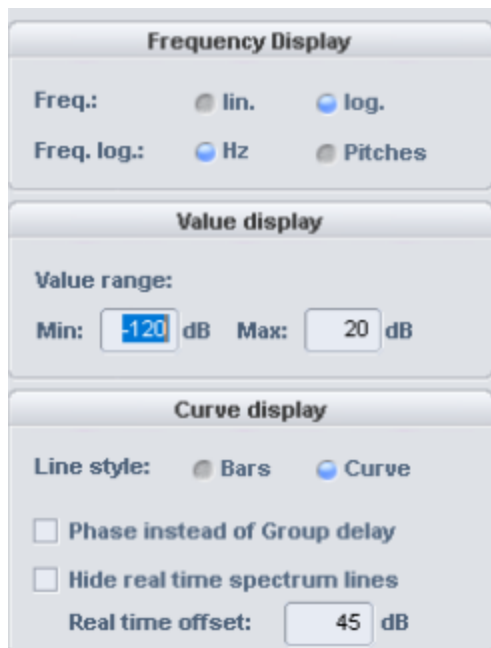 Frequency Display
Freq.: lin. log.
Freq. log.: Hz Pitches
Value display
Value range:
Min: -120 dB Max: 20 dB
Curve display
Line style: Bars Curve
Phase instead of Group delay
Hide real time spectrum lines
Real time offset: 45 dB